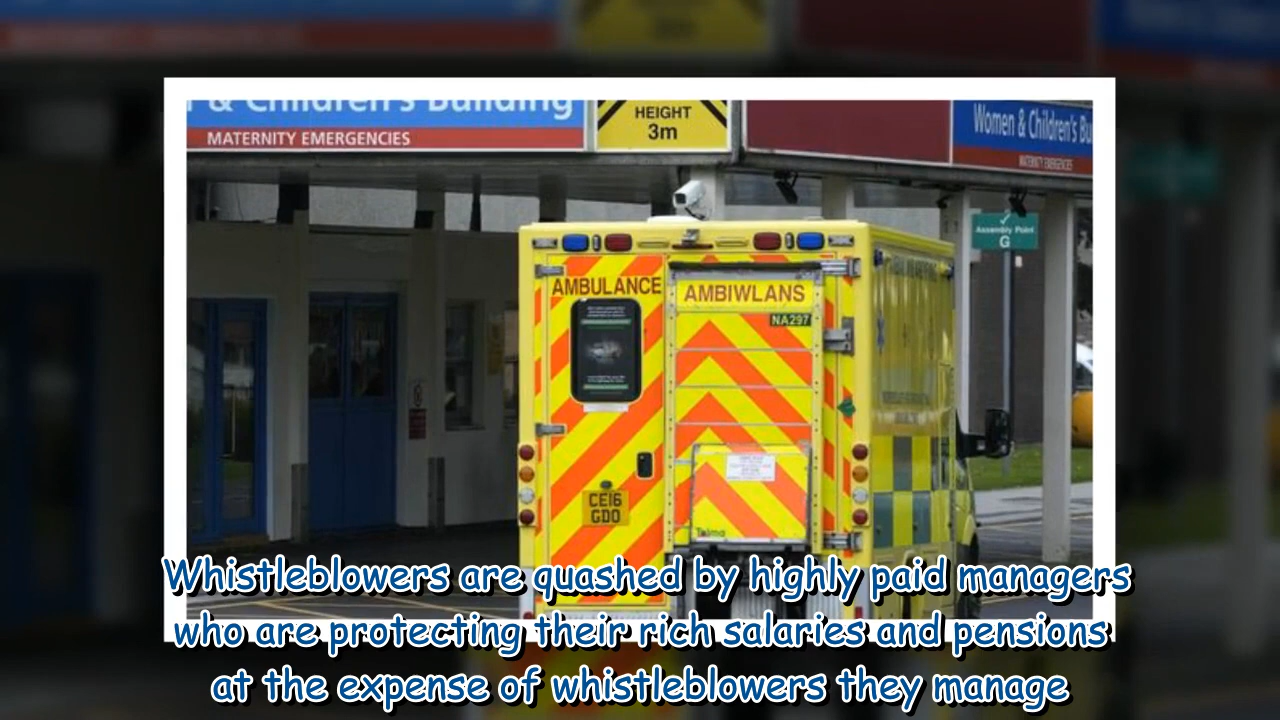 & Children's Building
MATERNITY EMERGENCIES
HEIGHT
3m
Women & Children's Bu
MATERNITY EMERGENCIES
Assembly Point
G
AMBULANCE
AMBIWLANS
NA297
CE16
GDO
Whistleblowers are quashed by highly paid managers
who are protecting their rich salaries and pensions
at the expense of whistleblowers they manage